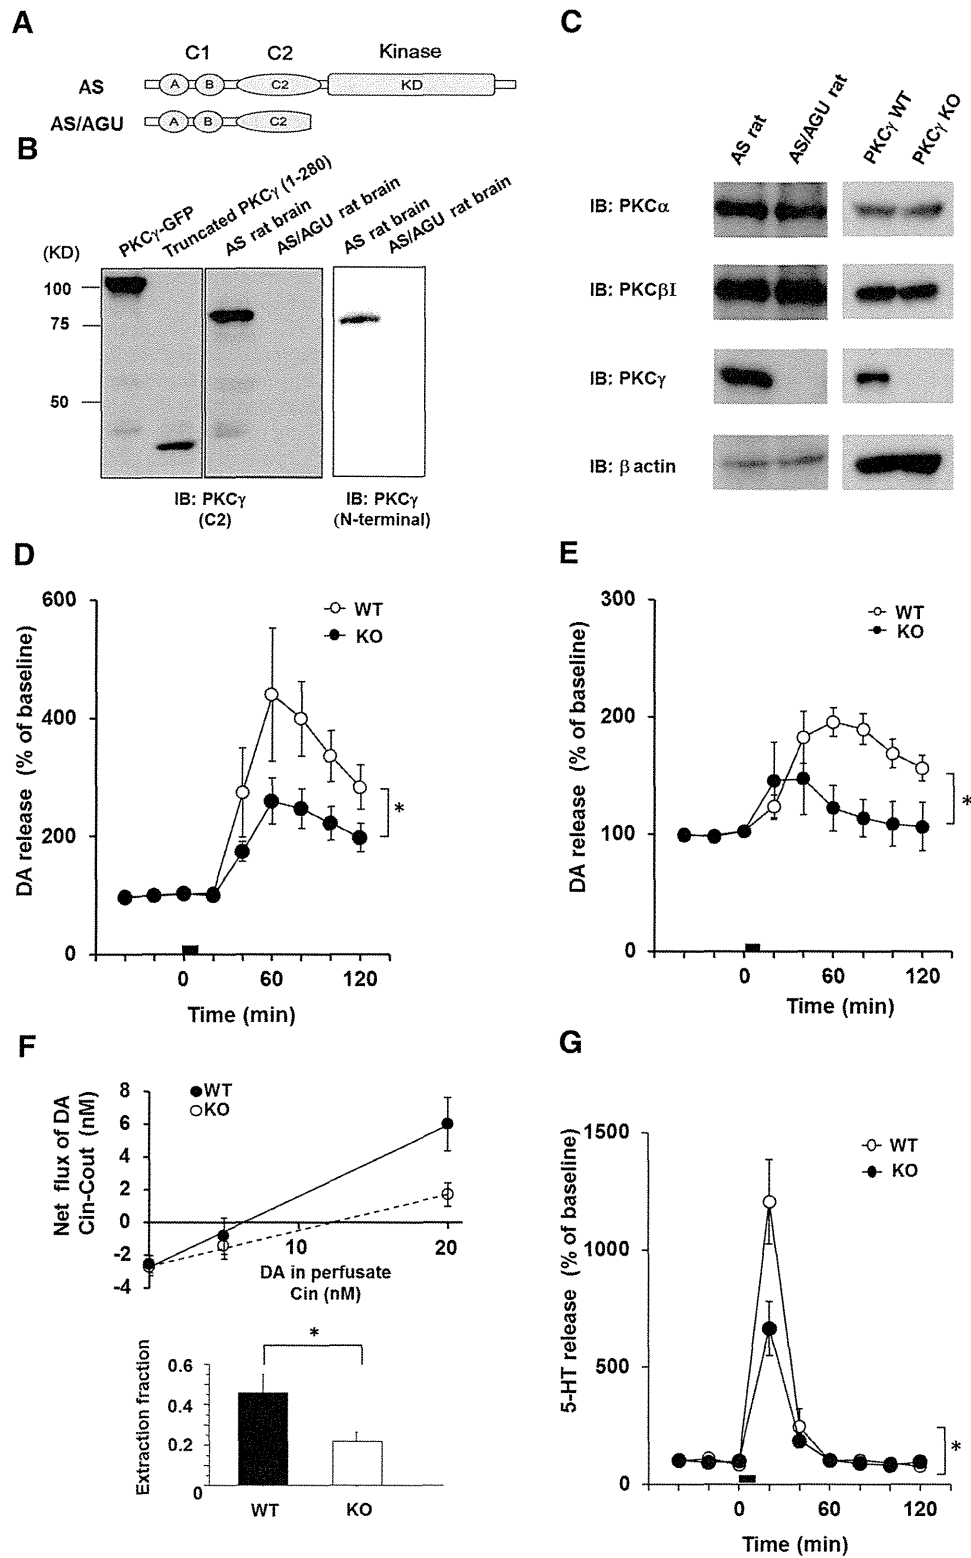 A
C1 C2 Kinase
AS A B C2 KD
AS/AGU A B C2
B
PKCγ-GFP
Truncated PKCγ (1-280)
AS rat brain
AS/AGU rat brain
AS rat brain
AS/AGU rat brain
(KD)
100
75
50
IB: PKCγ
(C2)
IB: PKCγ
(N-terminal)
C
AS rat
AS/AGU rat
PKCγ WT
PKCγ KO
IB: PKCα
IB: PKCβI
IB: PKCγ
IB: β actin
D
DA release (% of baseline)
600
400
200
0
WT
KO
*
0 60 120
Time (min)
E
DA release (% of baseline)
300
200
100
0
WT
KO
*
0 60 120
Time (min)
F
Net flux of DA
Cin-Cout (nM)
8
6
4
2
0
-2
-4
WT
KO
10 20
DA in perfusate
Cin (nM)
Extraction fraction
0.6
0.4
0.2
0
*
WT KO
G
5-HT release (% of baseline)
1500
1000
500
0
WT
KO
*
0 60 120
Time (min)